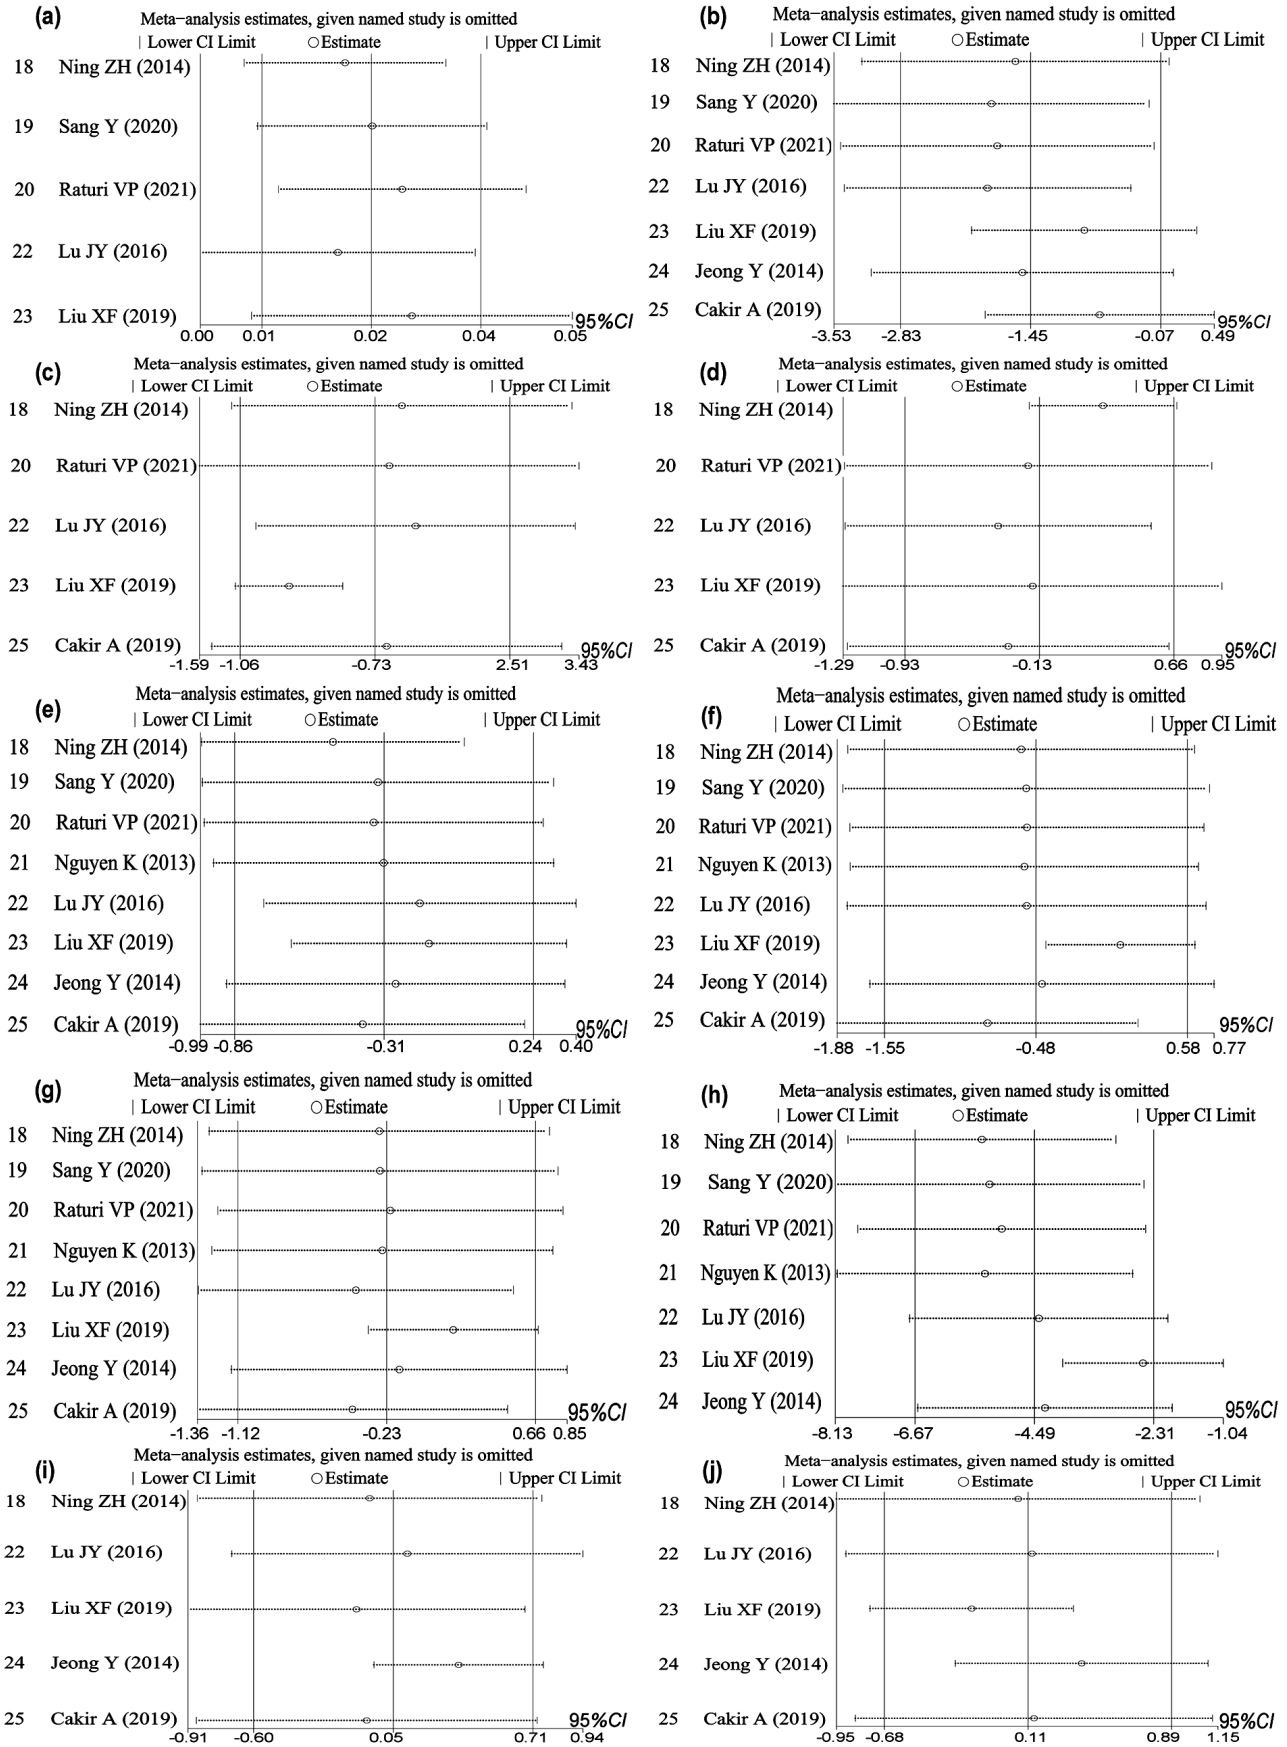 (a)
Meta−analysis estimates, given named study is omitted
| Lower CI Limit ○Estimate | Upper CI Limit
18 Ning ZH (2014)
19 Sang Y (2020)
20 Raturi VP (2021)
22 Lu JY (2016)
23 Liu XF (2019)
95%CI
0.00 0.01 0.02 0.04 0.05
(b)
Meta−analysis estimates, given named study is omitted
| Lower CI Limit ○Estimate | Upper CI Limit
18 Ning ZH (2014)
19 Sang Y (2020)
20 Raturi VP (2021)
22 Lu JY (2016)
23 Liu XF (2019)
24 Jeong Y (2014)
25 Cakir A (2019)
95%CI
-3.53 -2.83 -1.45 -0.07 0.49
(c)
Meta−analysis estimates, given named study is omitted
| Lower CI Limit ○Estimate | Upper CI Limit
18 Ning ZH (2014)
20 Raturi VP (2021)
22 Lu JY (2016)
23 Liu XF (2019)
25 Cakir A (2019)
95%CI
-1.59 -1.06 -0.73 2.51 3.43
(d)
Meta−analysis estimates, given named study is omitted
| Lower CI Limit ○Estimate | Upper CI Limit
18 Ning ZH (2014)
20 Raturi VP (2021)
22 Lu JY (2016)
23 Liu XF (2019)
25 Cakir A (2019)
95%CI
-1.29 -0.93 -0.13 0.66 0.95
(e)
Meta−analysis estimates, given named study is omitted
| Lower CI Limit ○Estimate | Upper CI Limit
18 Ning ZH (2014)
19 Sang Y (2020)
20 Raturi VP (2021)
21 Nguyen K (2013)
22 Lu JY (2016)
23 Liu XF (2019)
24 Jeong Y (2014)
25 Cakir A (2019)
95%CI
-0.99 -0.86 -0.31 0.24 0.40
(f)
Meta−analysis estimates, given named study is omitted
| Lower CI Limit ○Estimate | Upper CI Limit
18 Ning ZH (2014)
19 Sang Y (2020)
20 Raturi VP (2021)
21 Nguyen K (2013)
22 Lu JY (2016)
23 Liu XF (2019)
24 Jeong Y (2014)
25 Cakir A (2019)
95%CI
-1.88 -1.55 -0.48 0.58 0.77
(g)
Meta−analysis estimates, given named study is omitted
| Lower CI Limit ○Estimate | Upper CI Limit
18 Ning ZH (2014)
19 Sang Y (2020)
20 Raturi VP (2021)
21 Nguyen K (2013)
22 Lu JY (2016)
23 Liu XF (2019)
24 Jeong Y (2014)
25 Cakir A (2019)
95%CI
-1.36 -1.12 -0.23 0.66 0.85
(h)
Meta−analysis estimates, given named study is omitted
| Lower CI Limit ○Estimate | Upper CI Limit
18 Ning ZH (2014)
19 Sang Y (2020)
20 Raturi VP (2021)
21 Nguyen K (2013)
22 Lu JY (2016)
23 Liu XF (2019)
24 Jeong Y (2014)
95%CI
-8.13 -6.67 -4.49 -2.31 -1.04
(i)
Meta−analysis estimates, given named study is omitted
| Lower CI Limit ○Estimate | Upper CI Limit
18 Ning ZH (2014)
22 Lu JY (2016)
23 Liu XF (2019)
24 Jeong Y (2014)
25 Cakir A (2019)
95%CI
-0.91 -0.60 0.05 0.71 0.94
(j)
Meta−analysis estimates, given named study is omitted
| Lower CI Limit ○Estimate | Upper CI Limit
18 Ning ZH (2014)
22 Lu JY (2016)
23 Liu XF (2019)
24 Jeong Y (2014)
25 Cakir A (2019)
95%CI
-0.95 -0.68 0.11 0.89 1.15